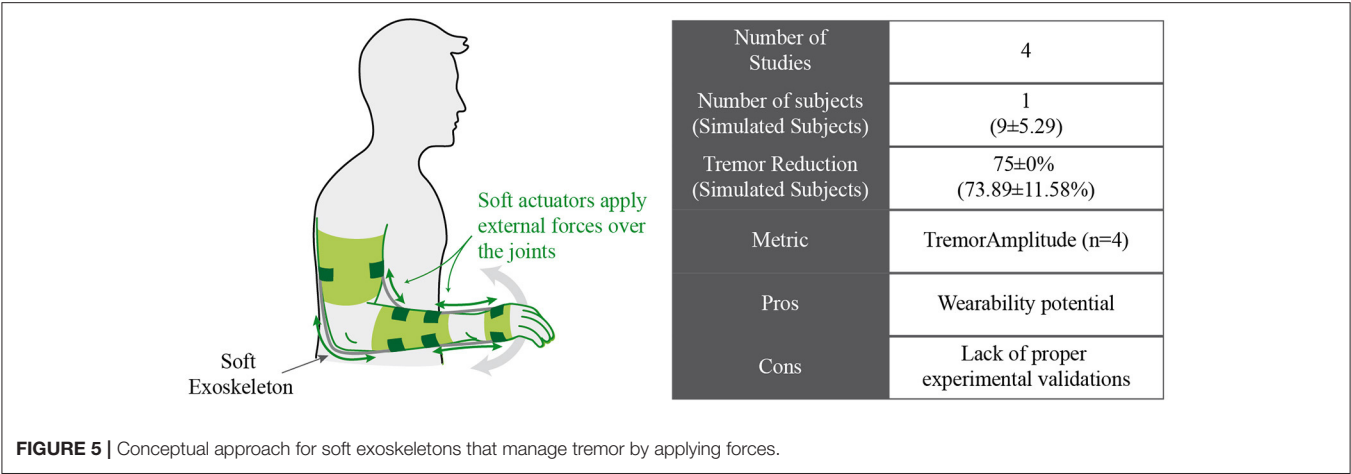 Soft actuators apply
external forces over
the joints
Soft
Exoskeleton
Number of
Studies
4
Number of subjects
(Simulated Subjects)
1
(9±5.29)
Tremor Reduction
(Simulated Subjects)
75±0%
(73.89±11.58%)
Metric
TremorAmplitude (n=4)
Pros
Wearability potential
Cons
Lack of proper
experimental validations
FIGURE 5 | Conceptual approach for soft exoskeletons that manage tremor by applying forces.